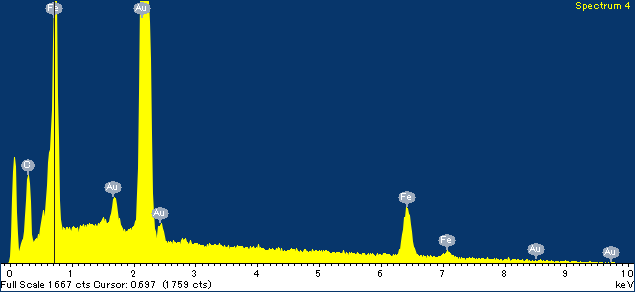 Spectrum 4
Fe Au
C
Au
Au
Fe
Fe
Au Au
0 1 2 3 4 5 6 7 8 9 10
Full Scale 1667 cts Cursor: 0.697 (1759 cts) keV